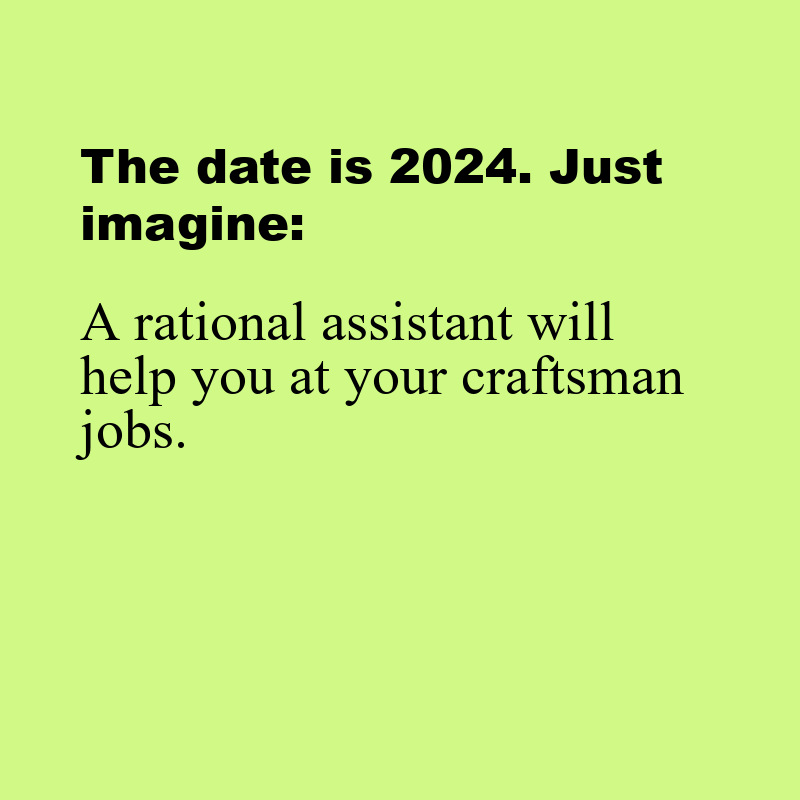 The date is 2024. Just
imagine:
A rational assistant will
help you at your craftsman
jobs.